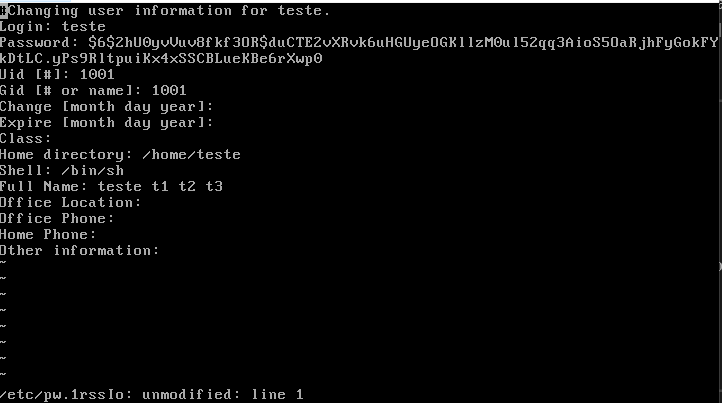 #Changing user information for teste.
Login: teste
Password: $6$2hU0yvVuv8fkf3OR$duCTE2vXRvk6uHGUyeOGKllzM0ul52qq3AioS5OaRjhFyGokFY
kDtLC.yPs9RltpuiKx4xSSCBLueKBe6rXwp0
Uid [#]: 1001
Gid [# or name]: 1001
Change [month day year]:
Expire [month day year]:
Class:
Home directory: /home/teste
Shell: /bin/sh
Full Name: teste t1 t2 t3
Office Location:
Office Phone:
Home Phone:
Other information:
~
~
~
~
~
~
~
~
/etc/pw.1rssIo: unmodified: line 1